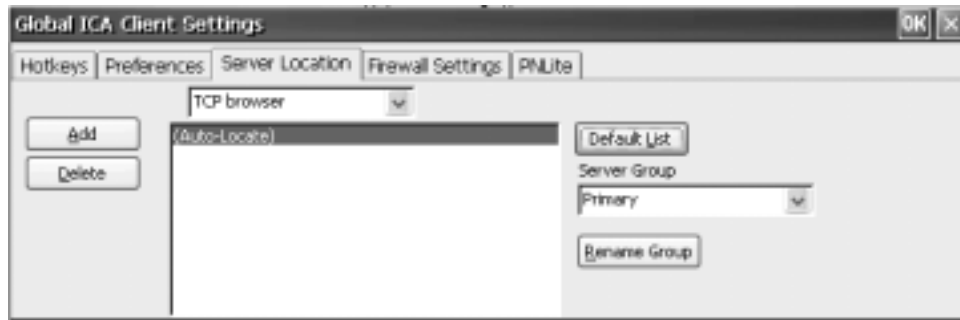 Global ICA Client Settings OK
Hotkeys Preferences Server Location Firewall Settings PNLite
TCP browser
Add (Auto-Locate) Default List
Delete Server Group
Primary
Rename Group